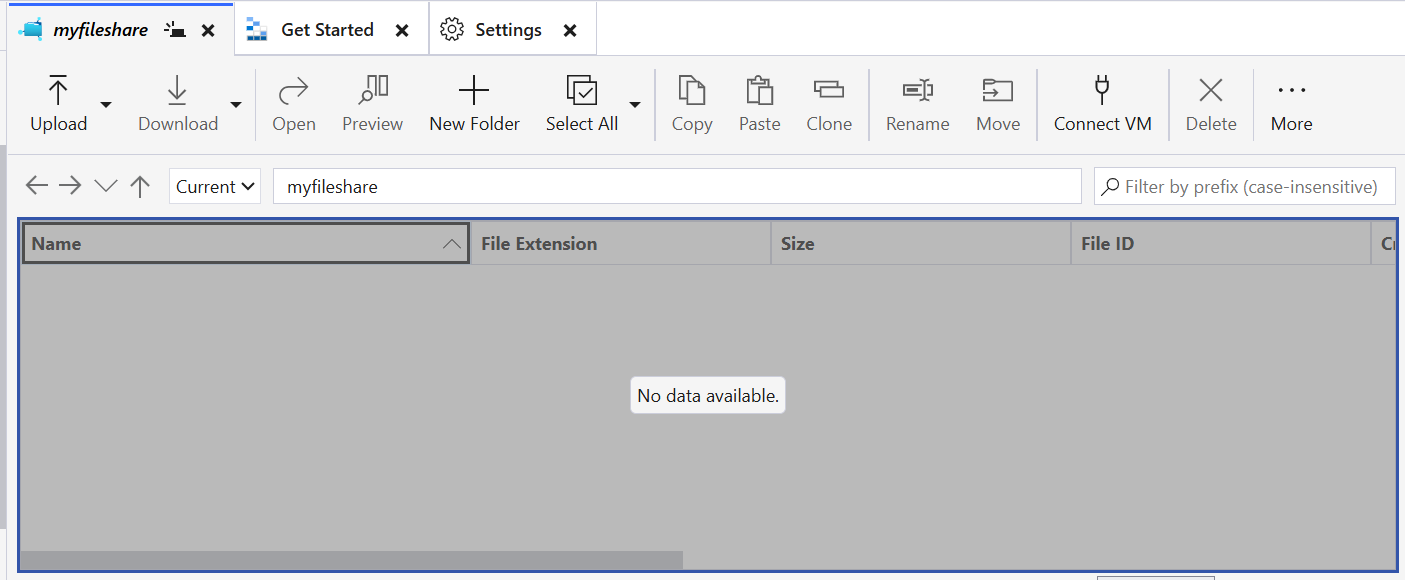 myfileshare Get Started Settings
Upload Download Open Preview New Folder Select All Copy Paste Clone Rename Move Connect VM Delete More
Current myfileshare Filter by prefix (case-insensitive)
Name File Extension Size File ID
No data available.